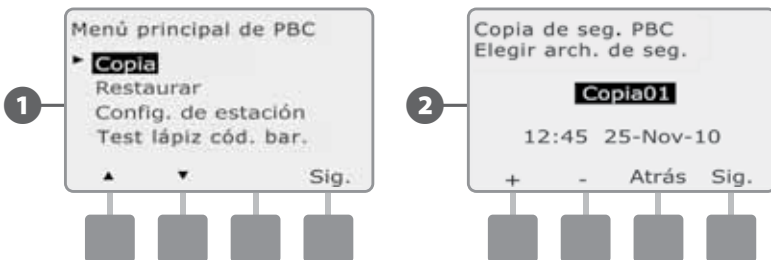 1
Menú principal de PBC
► Copia
Restaurar
Config. de estación
Test lápiz cód. bar.
▲ ▼ Sig.
2
Copia de seg. PBC
Elegir arch. de seg.
Copia01
12:45 25-Nov-10
+ - Atrás Sig.